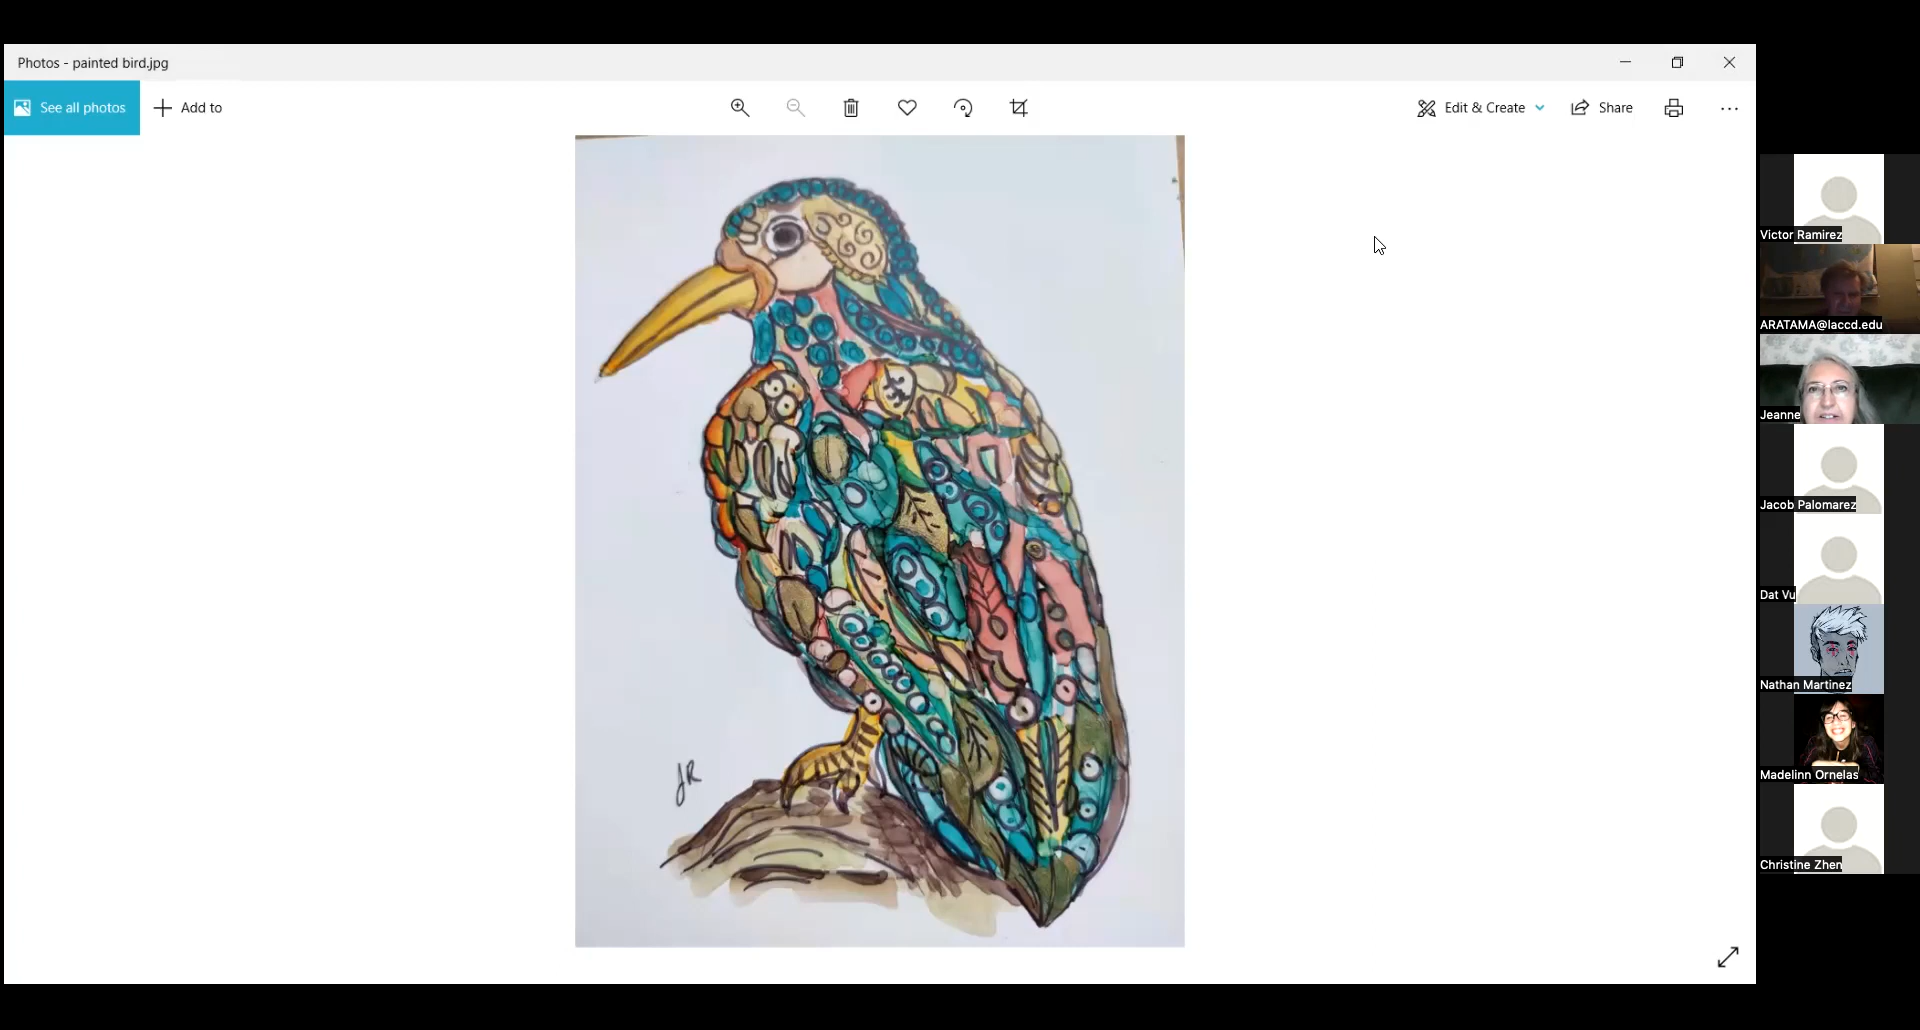 Photos - painted bird.jpg
See all photos
Add to
Edit & Create
Share
JR
Victor Ramirez
ARATAMA@laccd.edu
Jeanne
Jacob Palomarez
Dat Vu
Nathan Martinez
Madelinn Ornelas
Christine Zhen